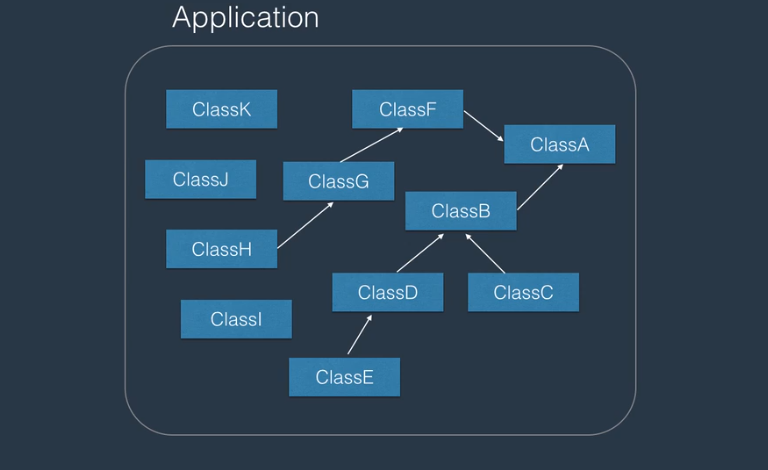 Application
ClassK
ClassF
ClassA
ClassJ
ClassG
ClassB
ClassH
ClassD
ClassC
ClassI
ClassE